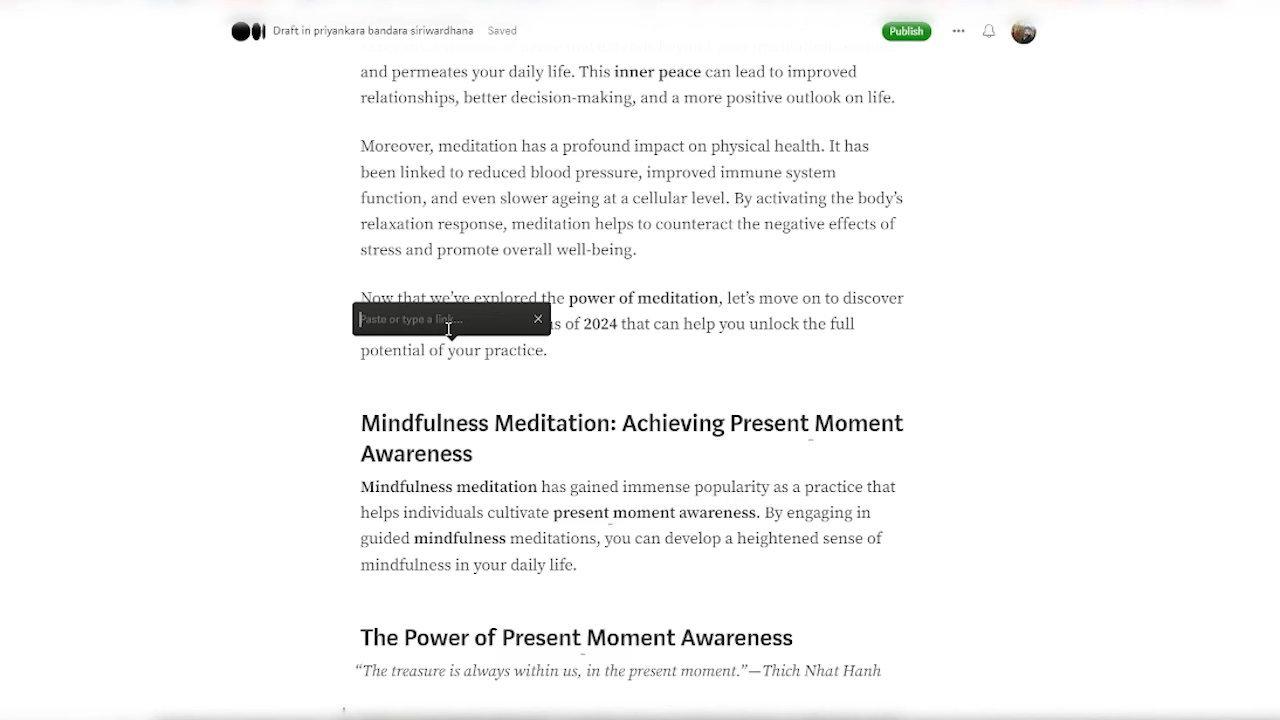 Draft in priyankara bandara siriwardhana Saved Publish
and permeates your daily life. This inner peace can lead to improved
relationships, better decision-making, and a more positive outlook on life.
Moreover, meditation has a profound impact on physical health. It has
been linked to reduced blood pressure, improved immune system
function, and even slower ageing at a cellular level. By activating the body’s
relaxation response, meditation helps to counteract the negative effects of
stress and promote overall well-being.
Now that we’ve explored the power of meditation, let’s move on to discover
Paste or type a link...
of 2024 that can help you unlock the full
potential of your practice.
Mindfulness Meditation: Achieving Present Moment
Awareness
Mindfulness meditation has gained immense popularity as a practice that
helps individuals cultivate present moment awareness. By engaging in
guided mindfulness meditations, you can develop a heightened sense of
mindfulness in your daily life.
The Power of Present Moment Awareness
“The treasure is always within us, in the present moment.”—Thich Nhat Hanh